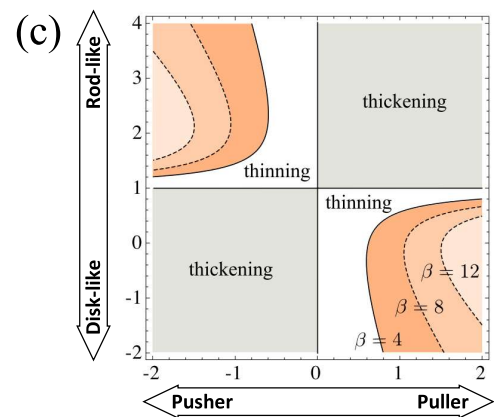 (c)
Rod-like
Disk-like
4
3
2
1
0
-1
-2
thickening
thinning
thinning
thickening
β = 12
β = 8
β = 4
-2 -1 0 1 2
Pusher Puller